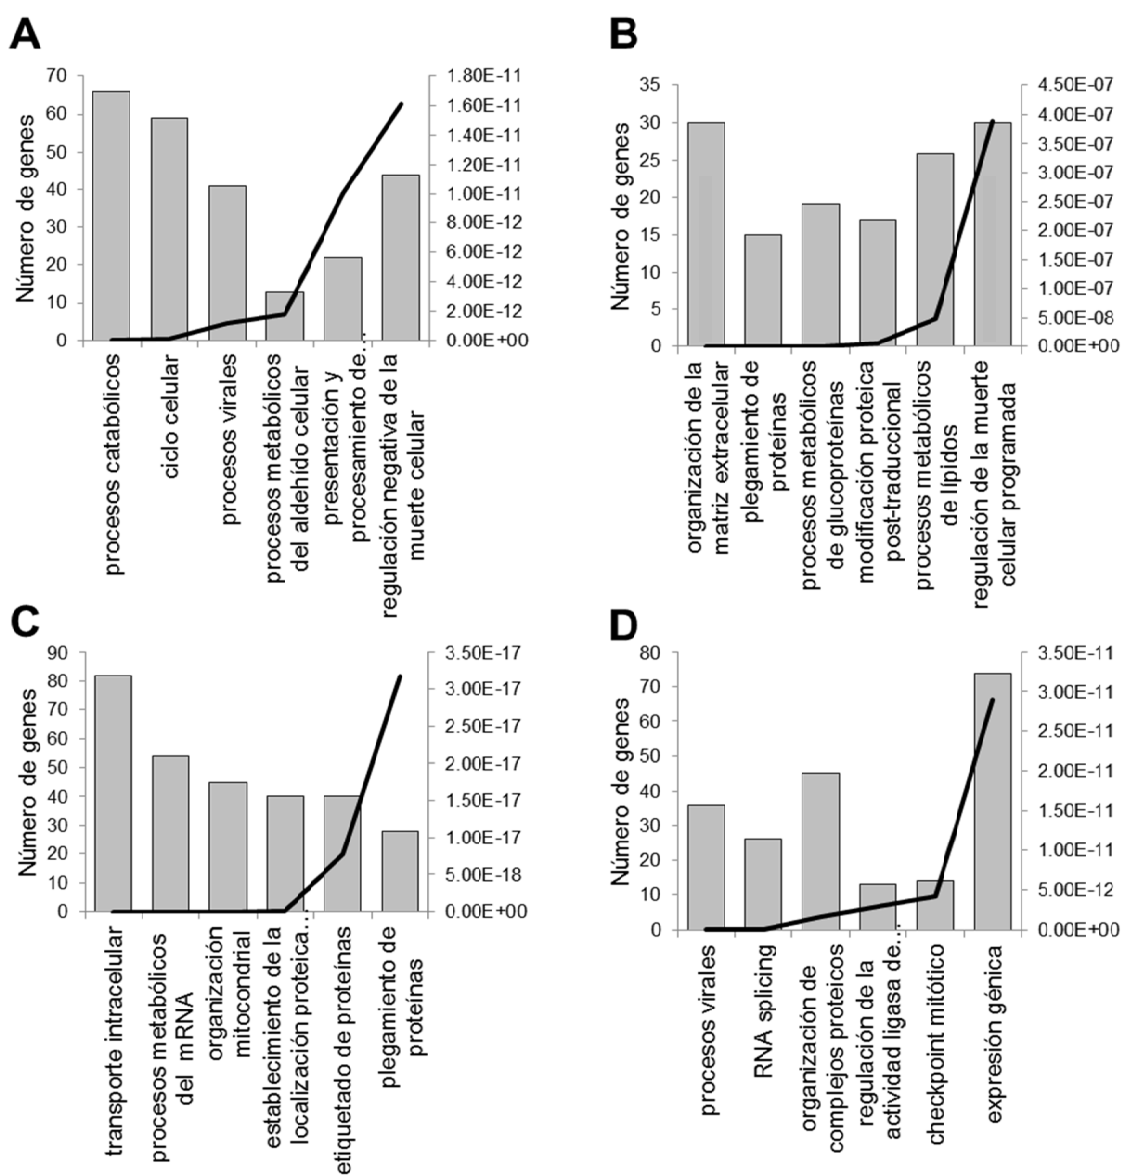 A
Número de genes
70
60
50
40
30
20
10
0
1.80E-11
1.60E-11
1.40E-11
1.20E-11
1.00E-11
8.00E-12
6.00E-12
4.00E-12
2.00E-12
0.00E+00
procesos catabólicos
ciclo celular
procesos virales
procesos metabólicos
del aldehído celular
presentación y
procesamiento de…
regulación negativa de la
muerte celular
B
Número de genes
35
30
25
20
15
10
5
0
4.50E-07
4.00E-07
3.50E-07
3.00E-07
2.50E-07
2.00E-07
1.50E-07
1.00E-07
5.00E-08
0.00E+00
organización de la
matriz extracelular
plegamiento de
proteínas
procesos metabólicos
de glucoproteinas
modificación proteica
post-traduccional
procesos metabólicos
de lípidos
regulación de la muerte
celular programada
C
Número de genes
90
80
70
60
50
40
30
20
10
0
3.50E-17
3.00E-17
2.50E-17
2.00E-17
1.50E-17
1.00E-17
5.00E-18
0.00E+00
transporte intracelular
procesos metabólicos
del mRNA
organización
mitocondrial
establecimiento de la
localización proteica…
etiquetado de proteínas
plegamiento de
proteínas
D
Número de genes
80
70
60
50
40
30
20
10
0
3.50E-11
3.00E-11
2.50E-11
2.00E-11
1.50E-11
1.00E-11
5.00E-12
0.00E+00
procesos virales
RNA splicing
organización de
complejos proteicos
regulación de la
actividad ligasa de…
checkpoint mitótico
expresión génica